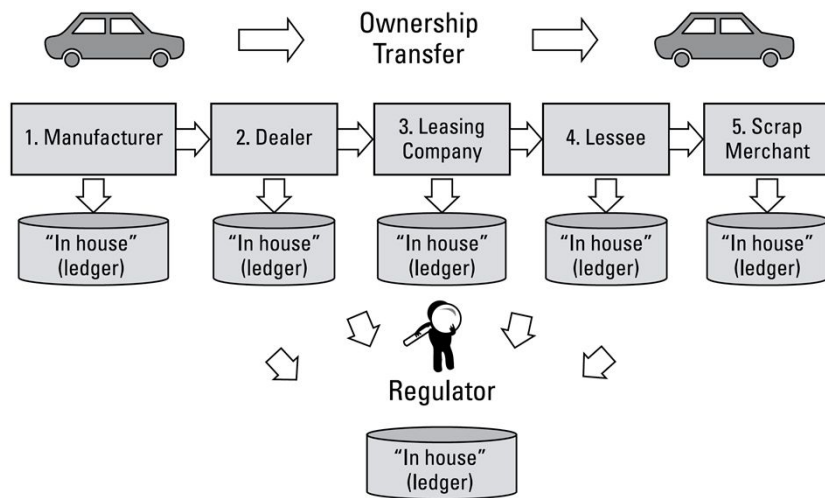 Ownership
Transfer
1. Manufacturer
2. Dealer
3. Leasing
Company
4. Lessee
5. Scrap
Merchant
“In house”
(ledger)
“In house”
(ledger)
“In house”
(ledger)
“In house”
(ledger)
“In house”
(ledger)
Regulator
“In house”
(ledger)